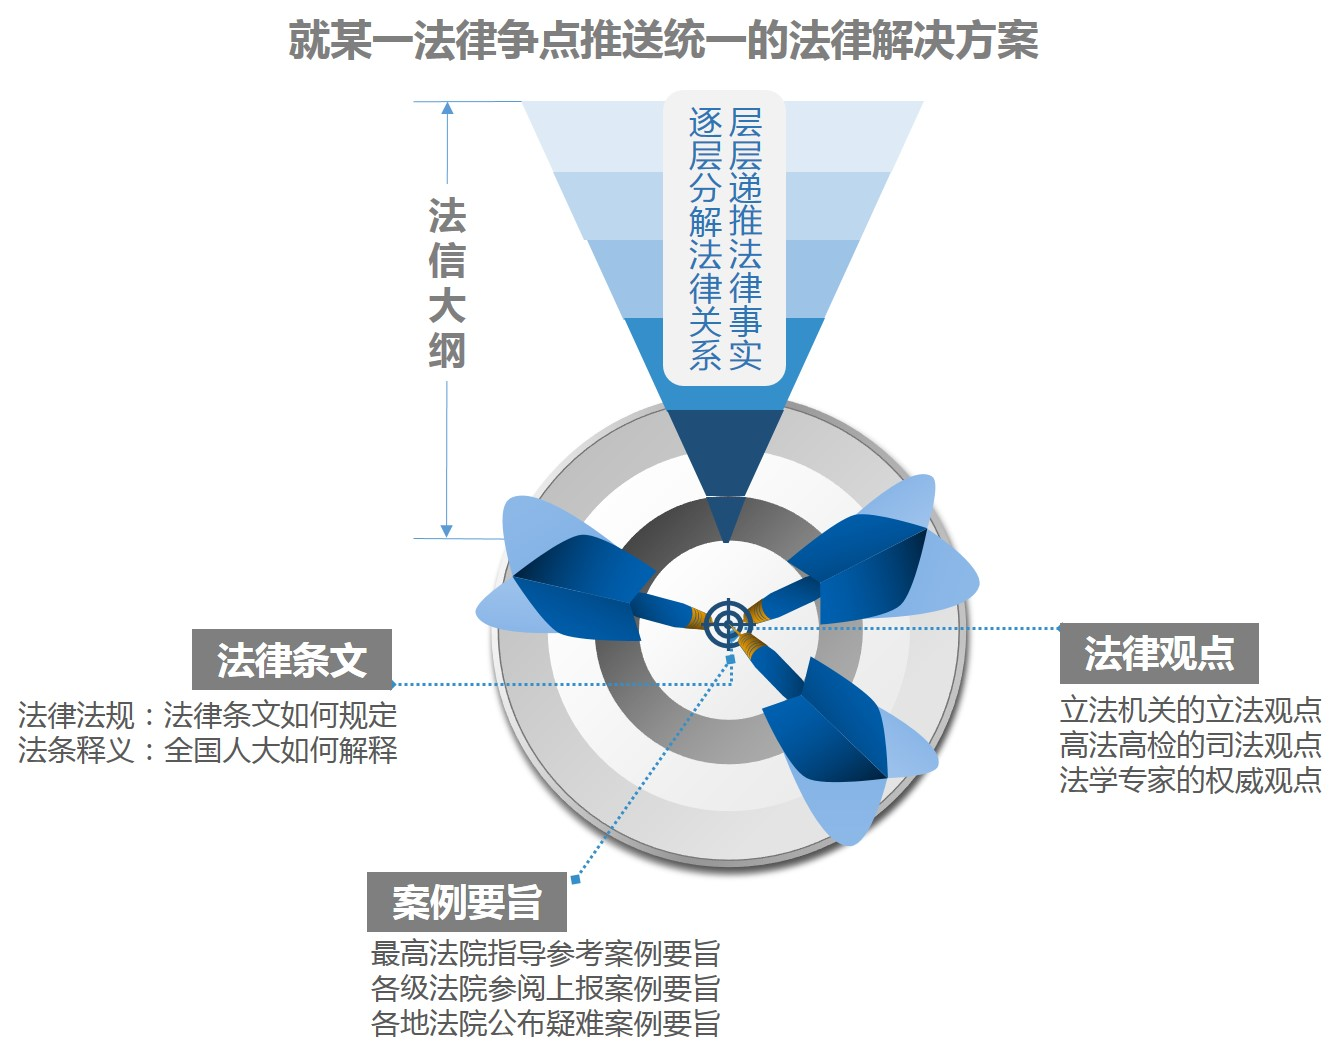 就某一法律争点推送统一的法律解决方案
法信大纲
逐层分解法律关系
层层递推法律事实
法律条文
法律法规：法律条文如何规定
法条释义：全国人大如何解释
法律观点
立法机关的立法观点
高法高检的司法观点
法学专家的权威观点
案例要旨
最高法院指导参考案例要旨
各级法院参阅上报案例要旨
各地法院公布疑难案例要旨